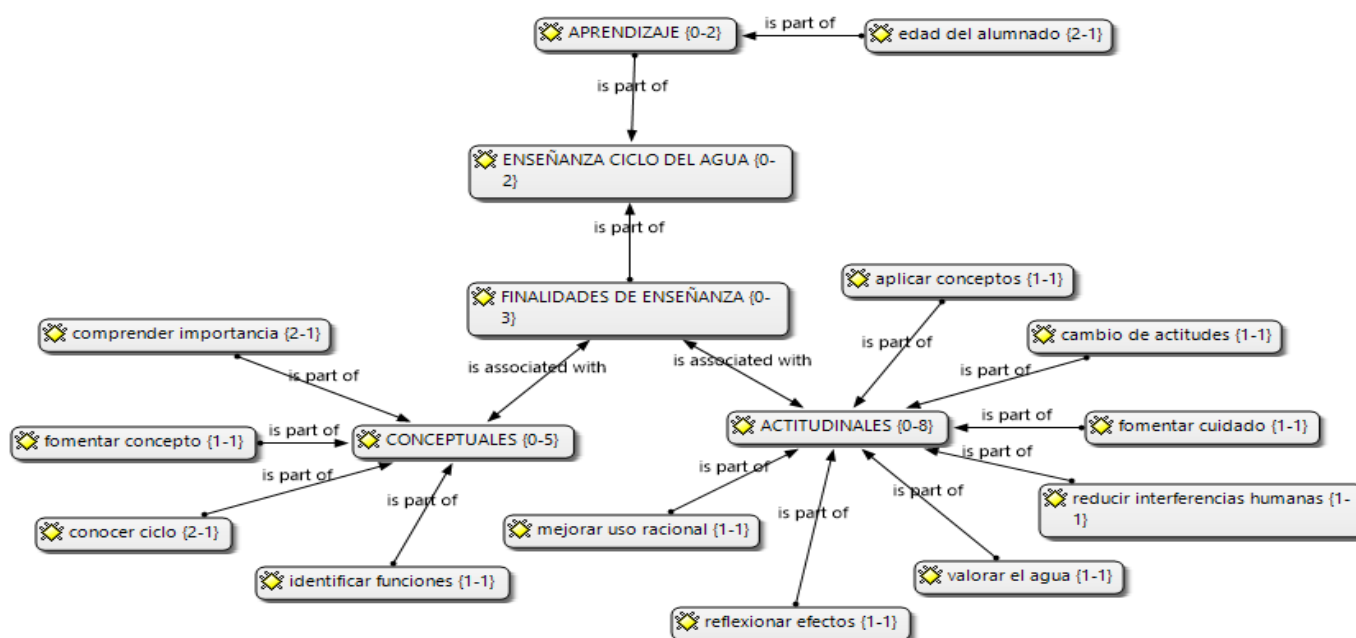 APRENDIZAJE {0-2}
is part of
edad del alumnado {2-1}
is part of
ENSEÑANZA CICLO DEL AGUA {0-
2}
is part of
FINALIDADES DE ENSEÑANZA {0-
3}
aplicar conceptos {1-1}
comprender importancia {2-1}
cambio de actitudes {1-1}
is part of
is associated with
is associated with
is part of
is part of
fomentar concepto {1-1}
is part of
CONCEPTUALES {0-5}
ACTITUDINALES {0-8}
is part of
fomentar cuidado {1-1}
is part of
is part of
is part of
is part of
is part of
is part of
reducir interferencias humanas {1-
1}
conocer ciclo {2-1}
mejorar uso racional {1-1}
identificar funciones {1-1}
valorar el agua {1-1}
reflexionar efectos {1-1}